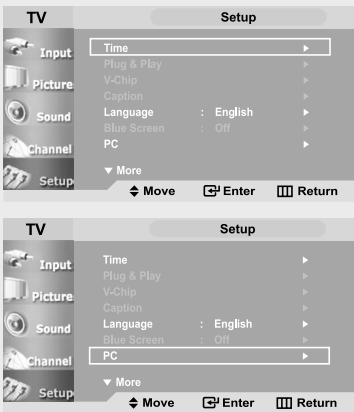 TV Setup
Input
Picture
Sound
Channel
Setup
Time
Plug & Play
V-Chip
Caption
Language : English
Blue Screen : Off
PC
▼ More
Move Enter Return
TV Setup
Input
Picture
Sound
Channel
Setup
Time
Plug & Play
V-Chip
Caption
Language : English
Blue Screen : Off
PC
▼ More
Move Enter Return